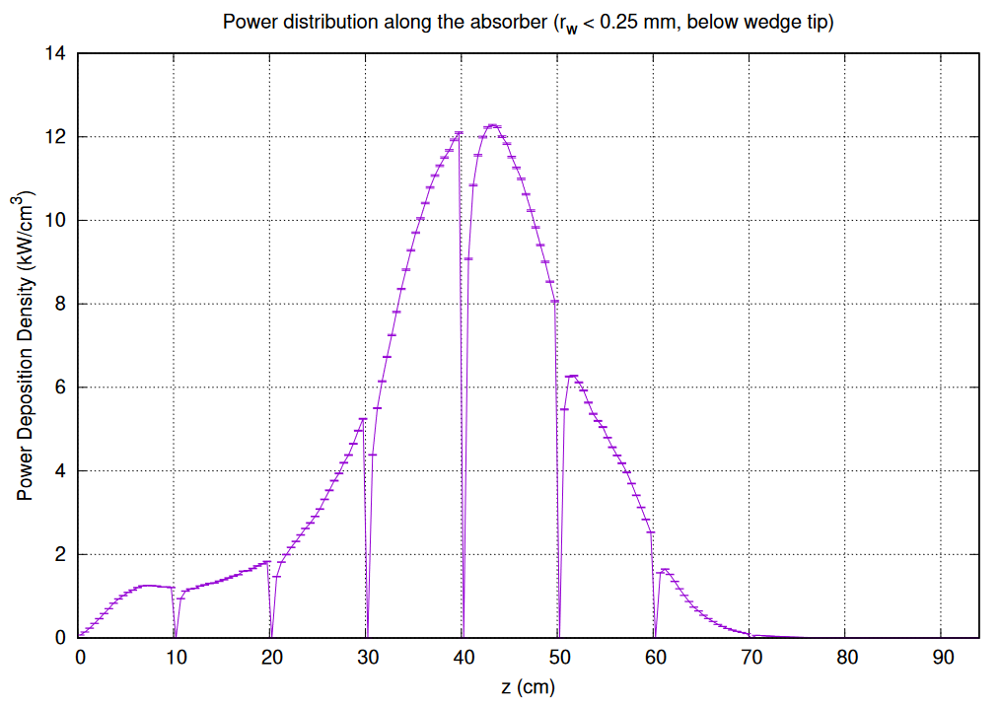 Power distribution along the absorber (rw < 0.25 mm, below wedge tip)
14
12
10
8
6
4
2
0
Power Deposition Density (kW/cm3)
0 10 20 30 40 50 60 70 80 90
z (cm)